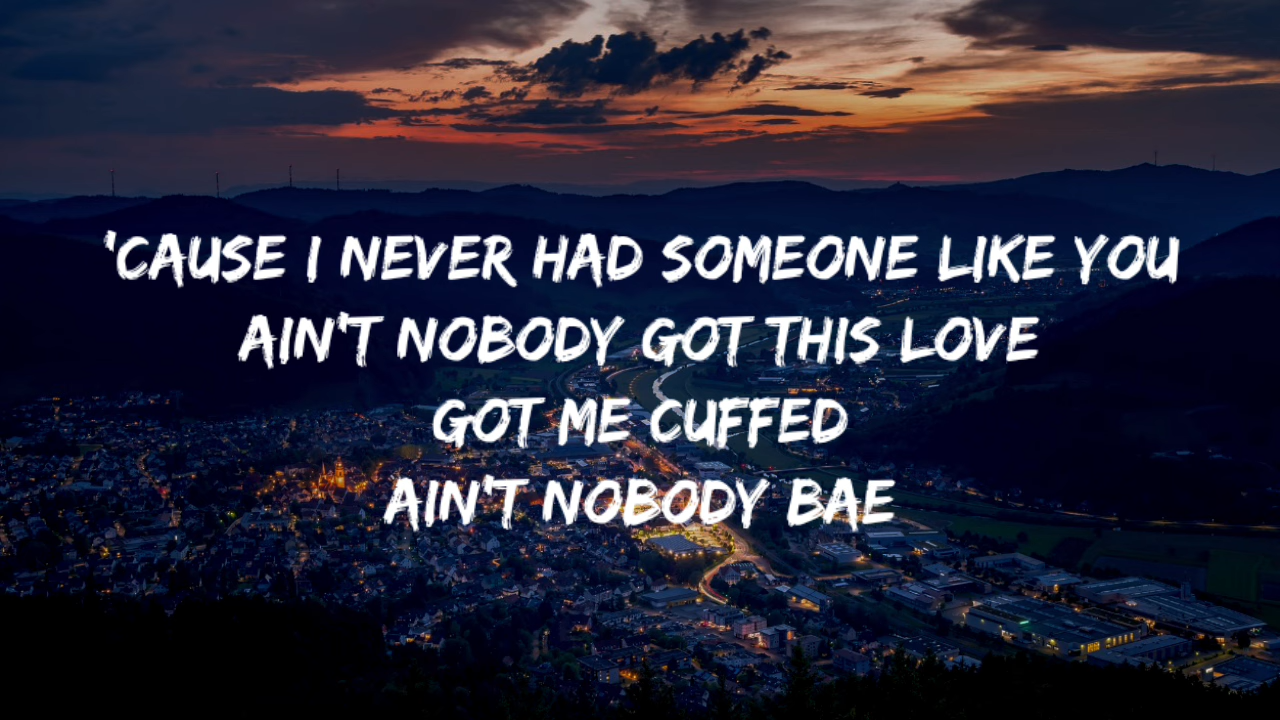 'CAUSE I NEVER HAD SOMEONE LIKE YOU
AIN'T NOBODY GOT THIS LOVE
GOT ME CUFFED
AIN'T NOBODY BAE